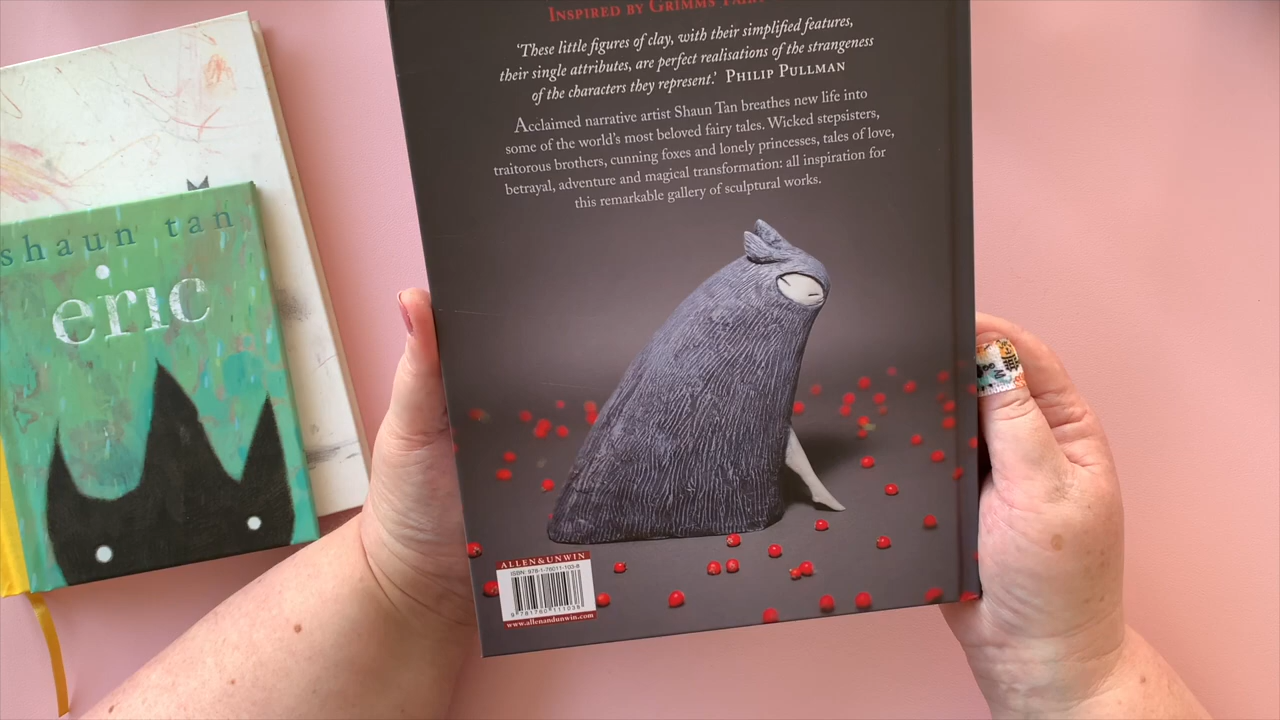 shaun tan
eric
INSPIRED BY GRIMMS'
'These little figures of clay, with their simplified features,
their single attributes, are perfect realisations of the strangeness
of the characters they represent.' PHILIP PULLMAN
Acclaimed narrative artist Shaun Tan breathes new life into
some of the world's most beloved fairy tales. Wicked stepsisters,
traitorous brothers, cunning foxes and lonely princesses, tales of love,
betrayal, adventure and magical transformation: all inspiration for
this remarkable gallery of sculptural works.
ALLEN&UNWIN
ISBN: 978-1-76011-103-8
9 781760 111038
www.allenandunwin.com